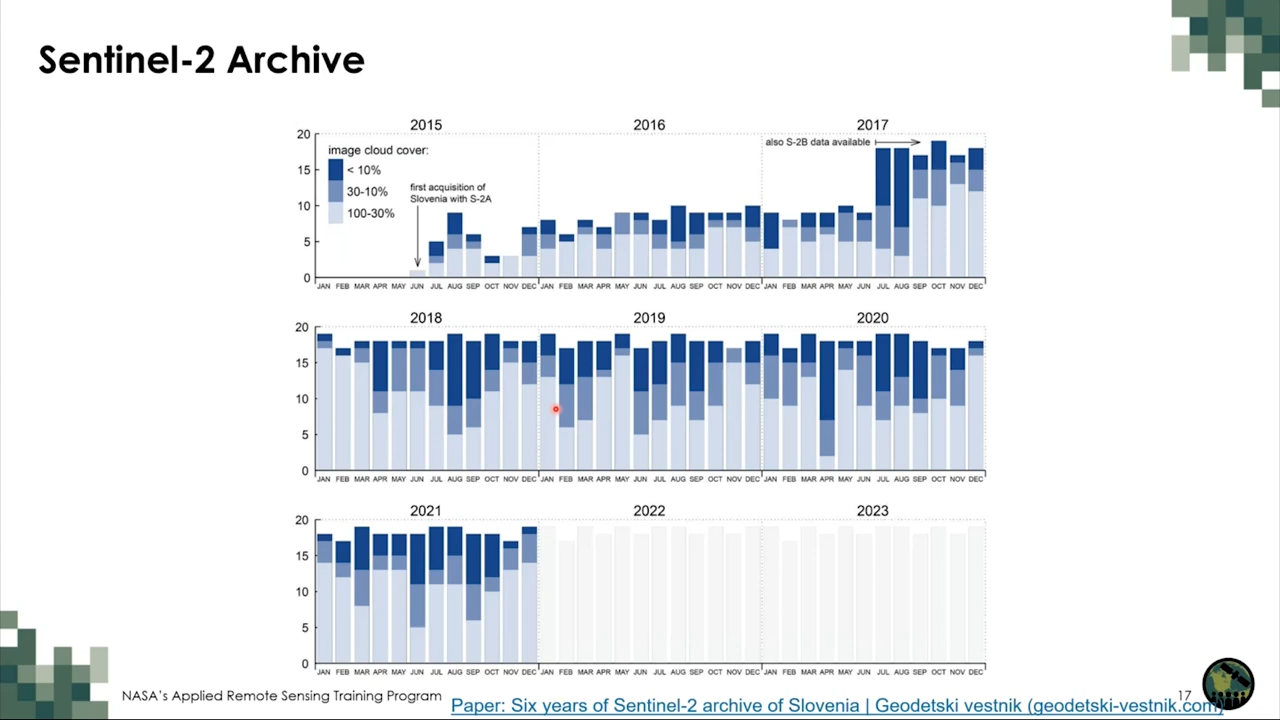 Sentinel-2 Archive
2015 2016 2017
20
15
10
5
0
image cloud cover:
< 10%
30-10%
100-30%
first acquisition of
Slovenia with S-2A
also S-2B data available
JAN FEB MAR APR MAY JUN JUL AUG SEP OCT NOV DEC JAN FEB MAR APR MAY JUN JUL AUG SEP OCT NOV DEC JAN FEB MAR APR MAY JUN JUL AUG SEP OCT NOV DEC
2018 2019 2020
20
15
10
5
0
JAN FEB MAR APR MAY JUN JUL AUG SEP OCT NOV DEC JAN FEB MAR APR MAY JUN JUL AUG SEP OCT NOV DEC JAN FEB MAR APR MAY JUN JUL AUG SEP OCT NOV DEC
2021 2022 2023
20
15
10
5
0
JAN FEB MAR APR MAY JUN JUL AUG SEP OCT NOV DEC JAN FEB MAR APR MAY JUN JUL AUG SEP OCT NOV DEC JAN FEB MAR APR MAY JUN JUL AUG SEP OCT NOV DEC
NASA's Applied Remote Sensing Training Program
17
Paper: Six years of Sentinel-2 archive of Slovenia | Geodetski vestnik (geodetski-vestnik.com)